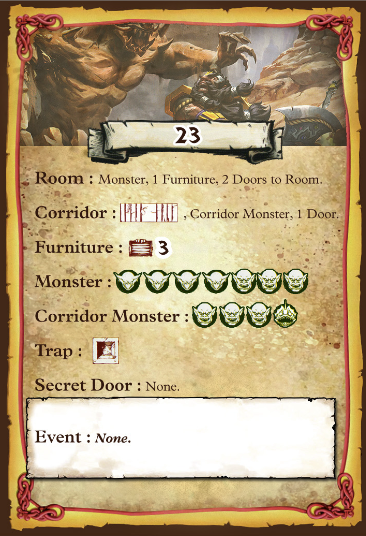 23
Room : Monster, 1 Furniture, 2 Doors to Room.
Corridor : , Corridor Monster, 1 Door.
Furniture : 3
Monster :
Corridor Monster :
Trap :
Secret Door : None.
Event : None.